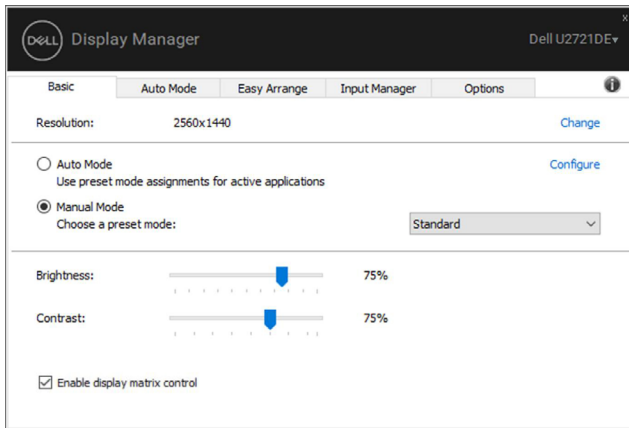 x
DELL Display Manager Dell U2721DE
Basic Auto Mode Easy Arrange Input Manager Options i
Resolution: 2560x1440 Change
Auto Mode Configure
Use preset mode assignments for active applications
Manual Mode
Choose a preset mode: Standard
Brightness: 75%
Contrast: 75%
Enable display matrix control